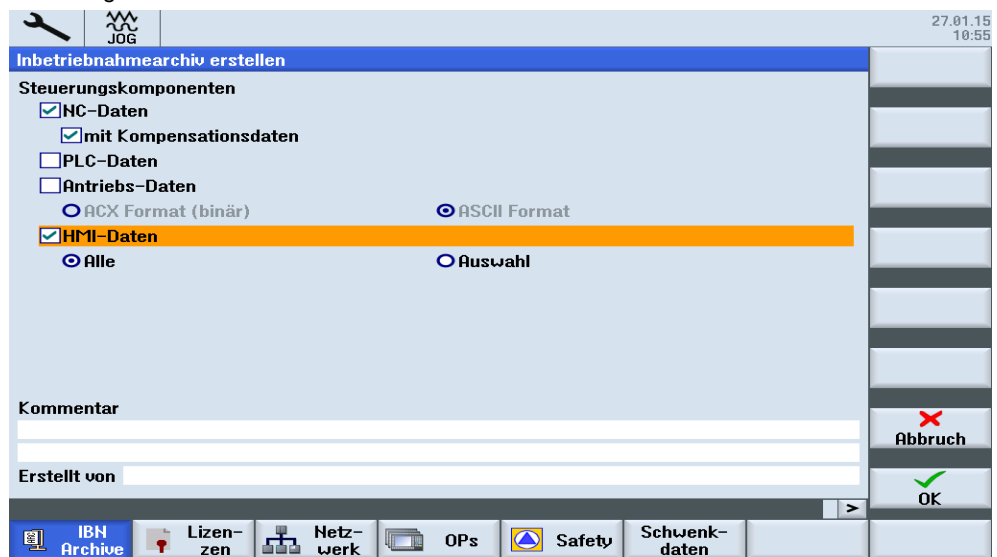 JOG
27.01.15
10:55
Inbetriebnahmearchiv erstellen
Steuerungskomponenten
NC-Daten
mit Kompensationsdaten
PLC-Daten
Antriebs-Daten
ACX Format (binär) ASCII Format
HMI-Daten
Alle Auswahl
Kommentar
Abbruch
Erstellt von
OK
>
IBN Archive Lizen- zen Netz- werk OPs Safety Schwenk- daten